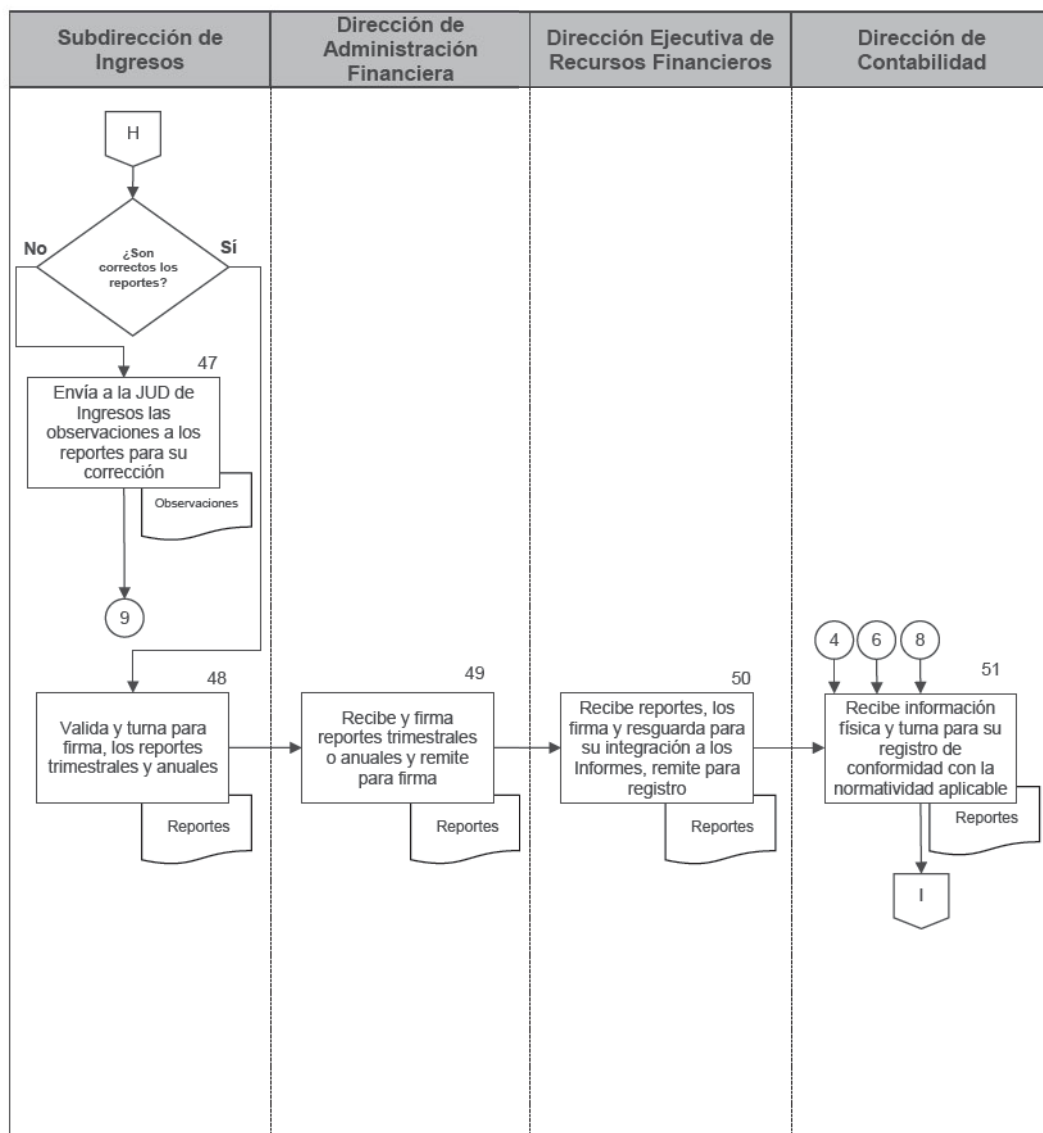 Subdirección de
Ingresos
Dirección de
Administración
Financiera
Dirección Ejecutiva de
Recursos Financieros
Dirección de
Contabilidad
H
No
Sí
¿Son
correctos los
reportes?
47
Envía a la JUD de
Ingresos las
observaciones a los
reportes para su
corrección
Observaciones
9
48
Valida y turna para
firma, los reportes
trimestrales y anuales
Reportes
49
Recibe y firma
reportes trimestrales
o anuales y remite
para firma
Reportes
50
Recibe reportes, los
firma y resguarda para
su integración a los
Informes, remite para
registro
Reportes
4
6
8
51
Recibe información
física y turna para su
registro de
conformidad con la
normatividad aplicable
Reportes
I